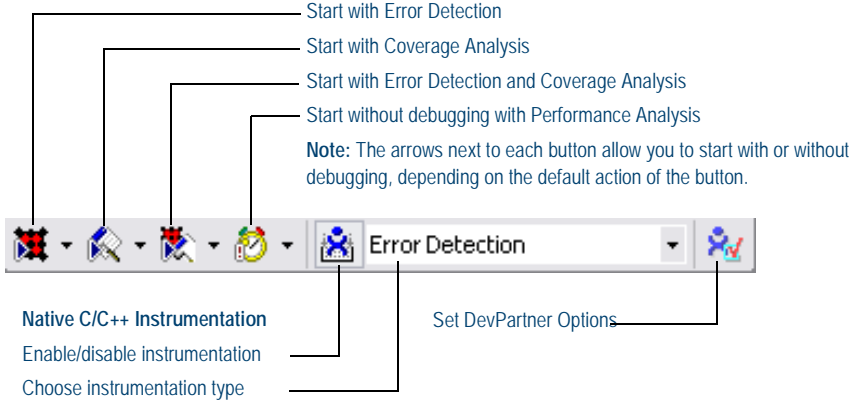 Start with Error Detection
Start with Coverage Analysis
Start with Error Detection and Coverage Analysis
Start without debugging with Performance Analysis
Note: The arrows next to each button allow you to start with or without
debugging, depending on the default action of the button.
Error Detection
Native C/C++ Instrumentation
Enable/disable instrumentation
Choose instrumentation type
Set DevPartner Options